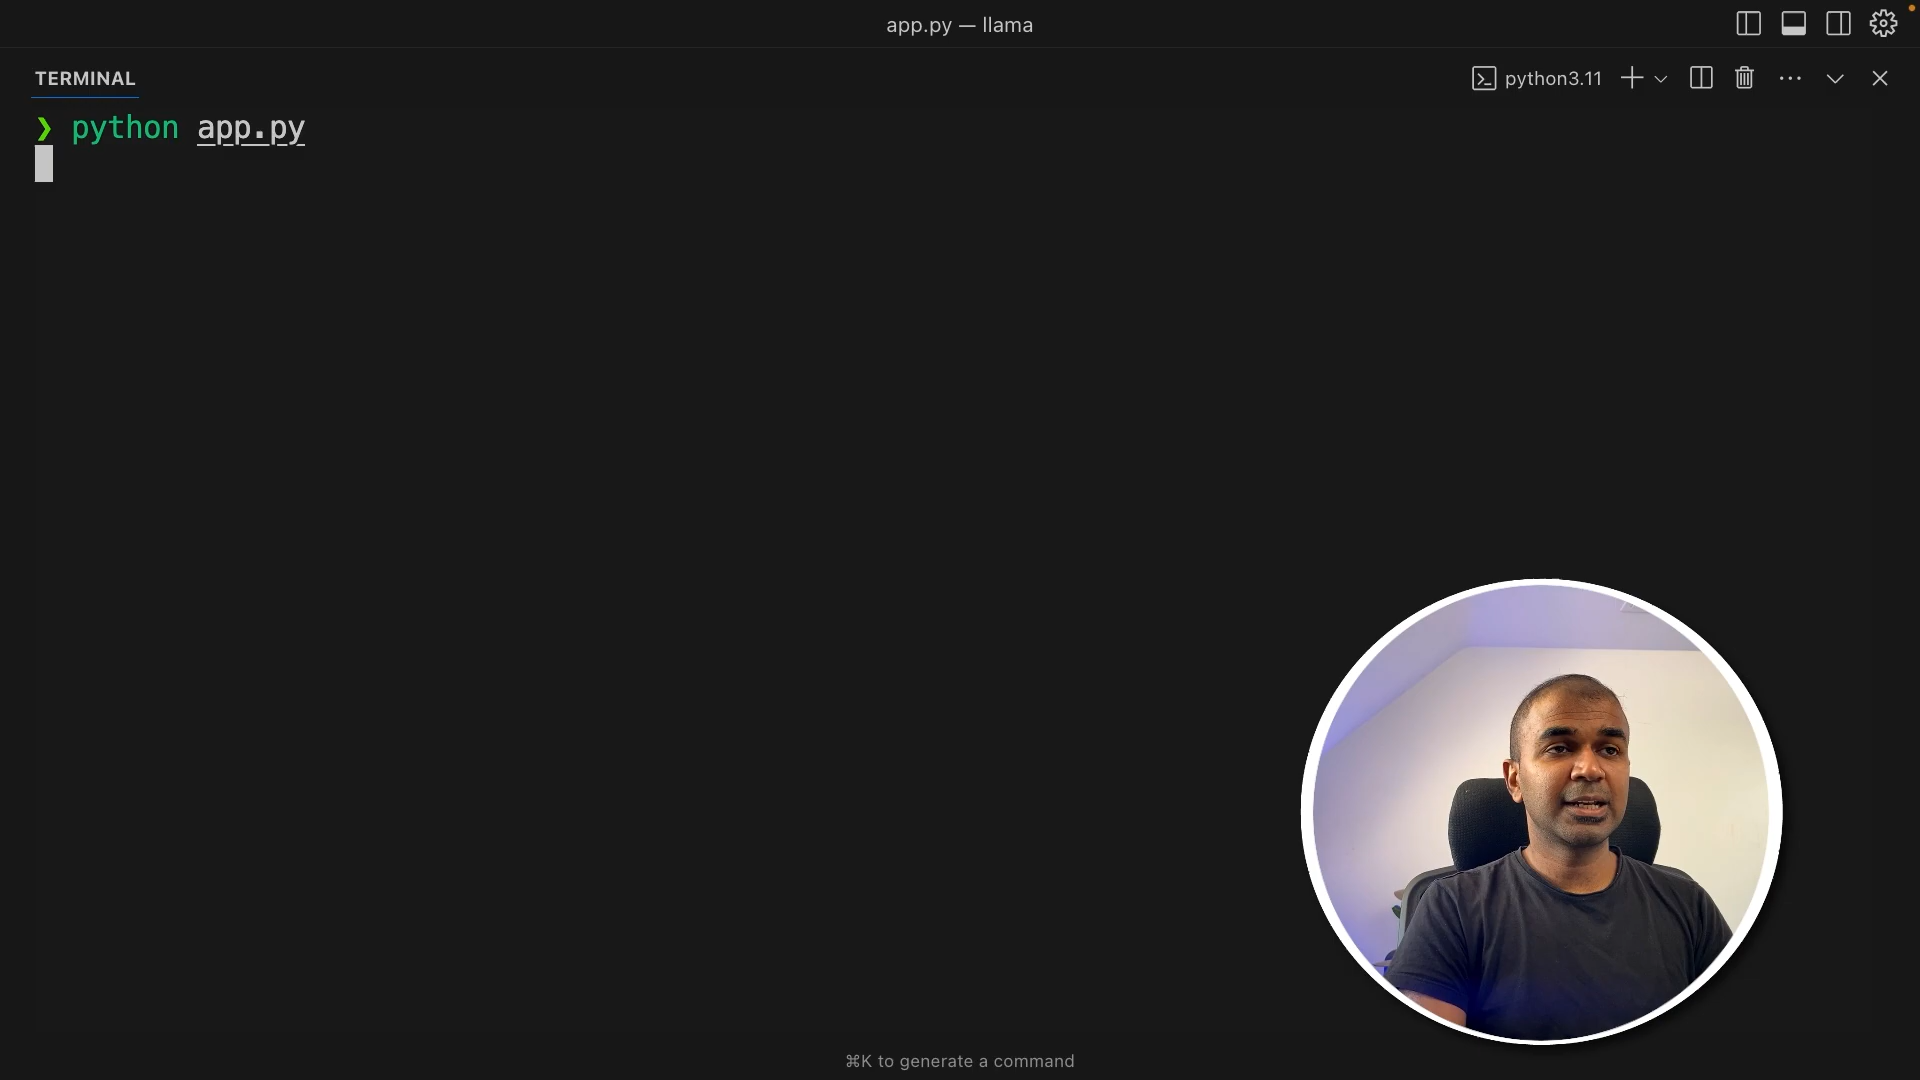 app.py — llama
TERMINAL
python3.11
❯ python app.py
⌘K to generate a command